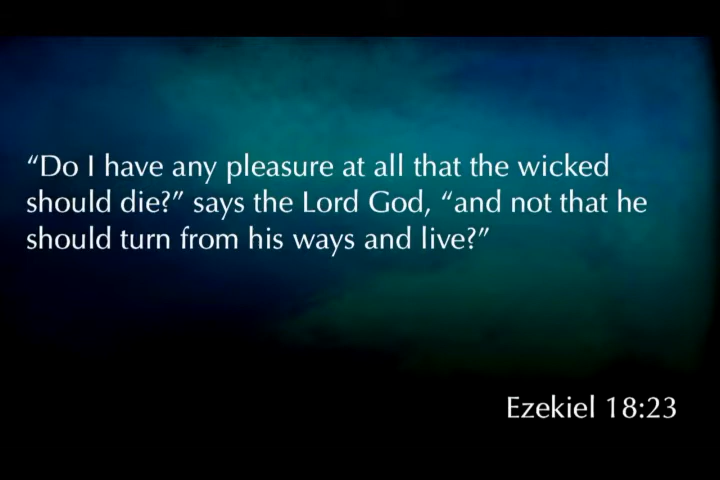 “Do I have any pleasure at all that the wicked
should die?” says the Lord God, “and not that he
should turn from his ways and live?”
Ezekiel 18:23